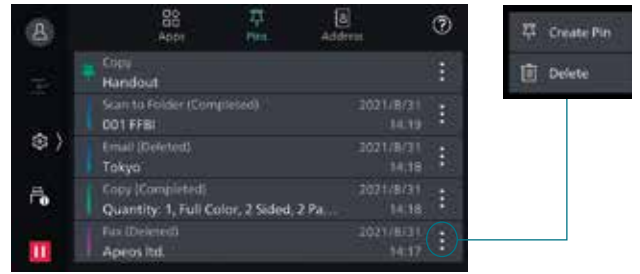 Apps
Pins
Address
Copy
Handout
Scan to Folder (Completed)
2021/8/31
001 FFBI
14:19
Email (Deleted)
2021/8/31
Tokyo
14:18
Copy (Completed)
2021/8/31
Quantity: 1, Full Color, 2 Sided, 2 Pa...
14:18
Fax (Deleted)
2021/8/31
Apeos ltd.
14:17
Create Pin
Delete